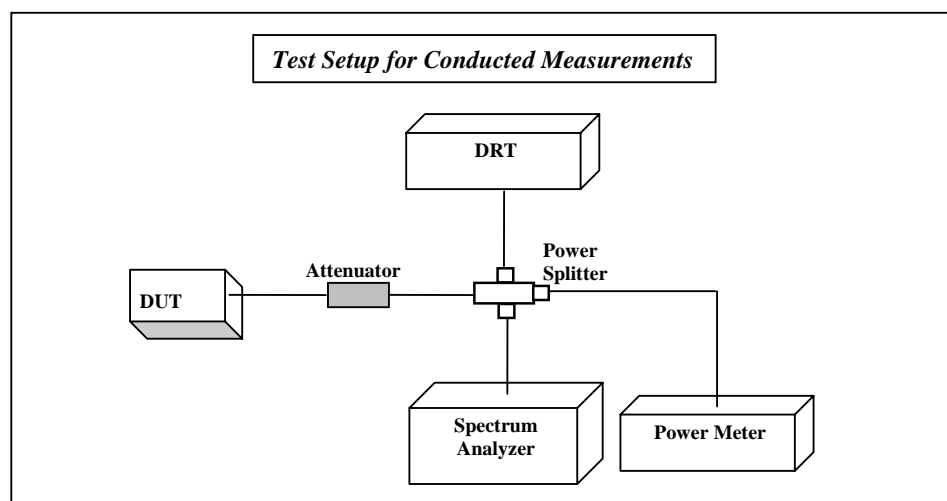 Test Setup for Conducted Measurements
DRT
Power
Splitter
Attenuator
DUT
Spectrum
Analyzer
Power Meter